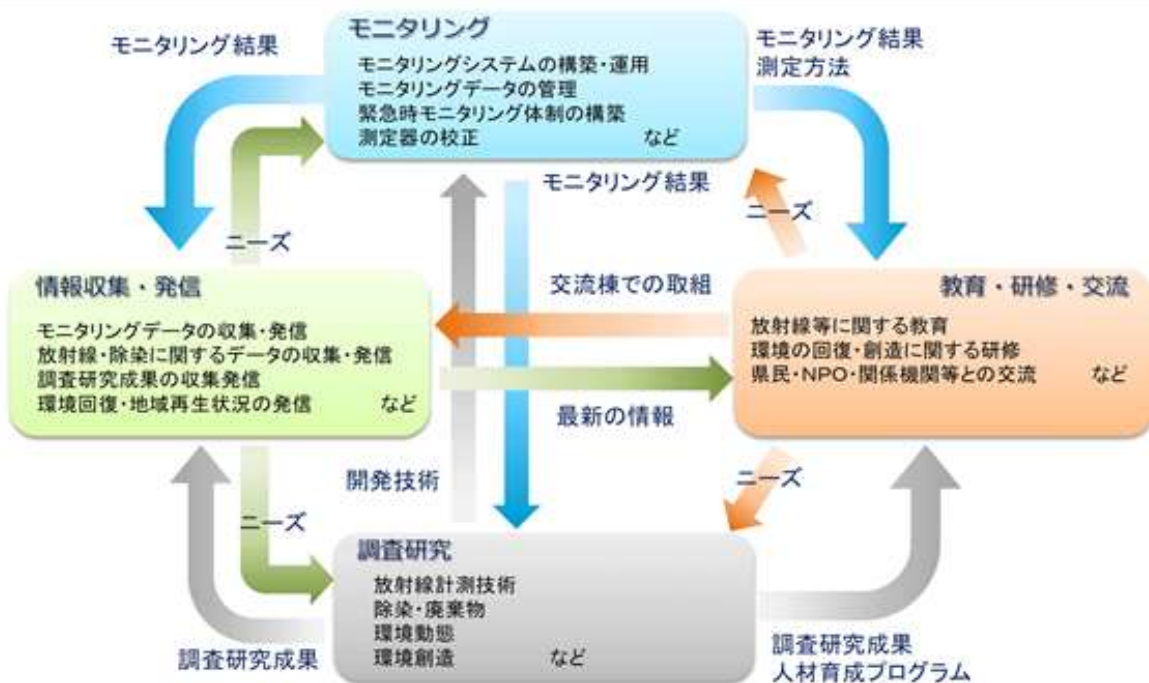 モニタリング
モニタリング結果
モニタリングシステムの構築・運用
モニタリングデータの管理
緊急時モニタリング体制の構築
測定器の校正 など
モニタリング結果
測定方法
モニタリング結果
ニーズ
ニーズ
情報収集・発信
モニタリングデータの収集・発信
放射線・除染に関するデータの収集・発信
調査研究成果の収集発信
環境回復・地域再生状況の発信 など
交流棟での取組
最新の情報
教育・研修・交流
放射線等に関する教育
環境の回復・創造に関する研修
県民・NPO・関係機関等との交流 など
開発技術
ニーズ
ニーズ
調査研究
放射線計測技術
除染・廃棄物
環境動態
環境創造 など
調査研究成果
調査研究成果
人材育成プログラム